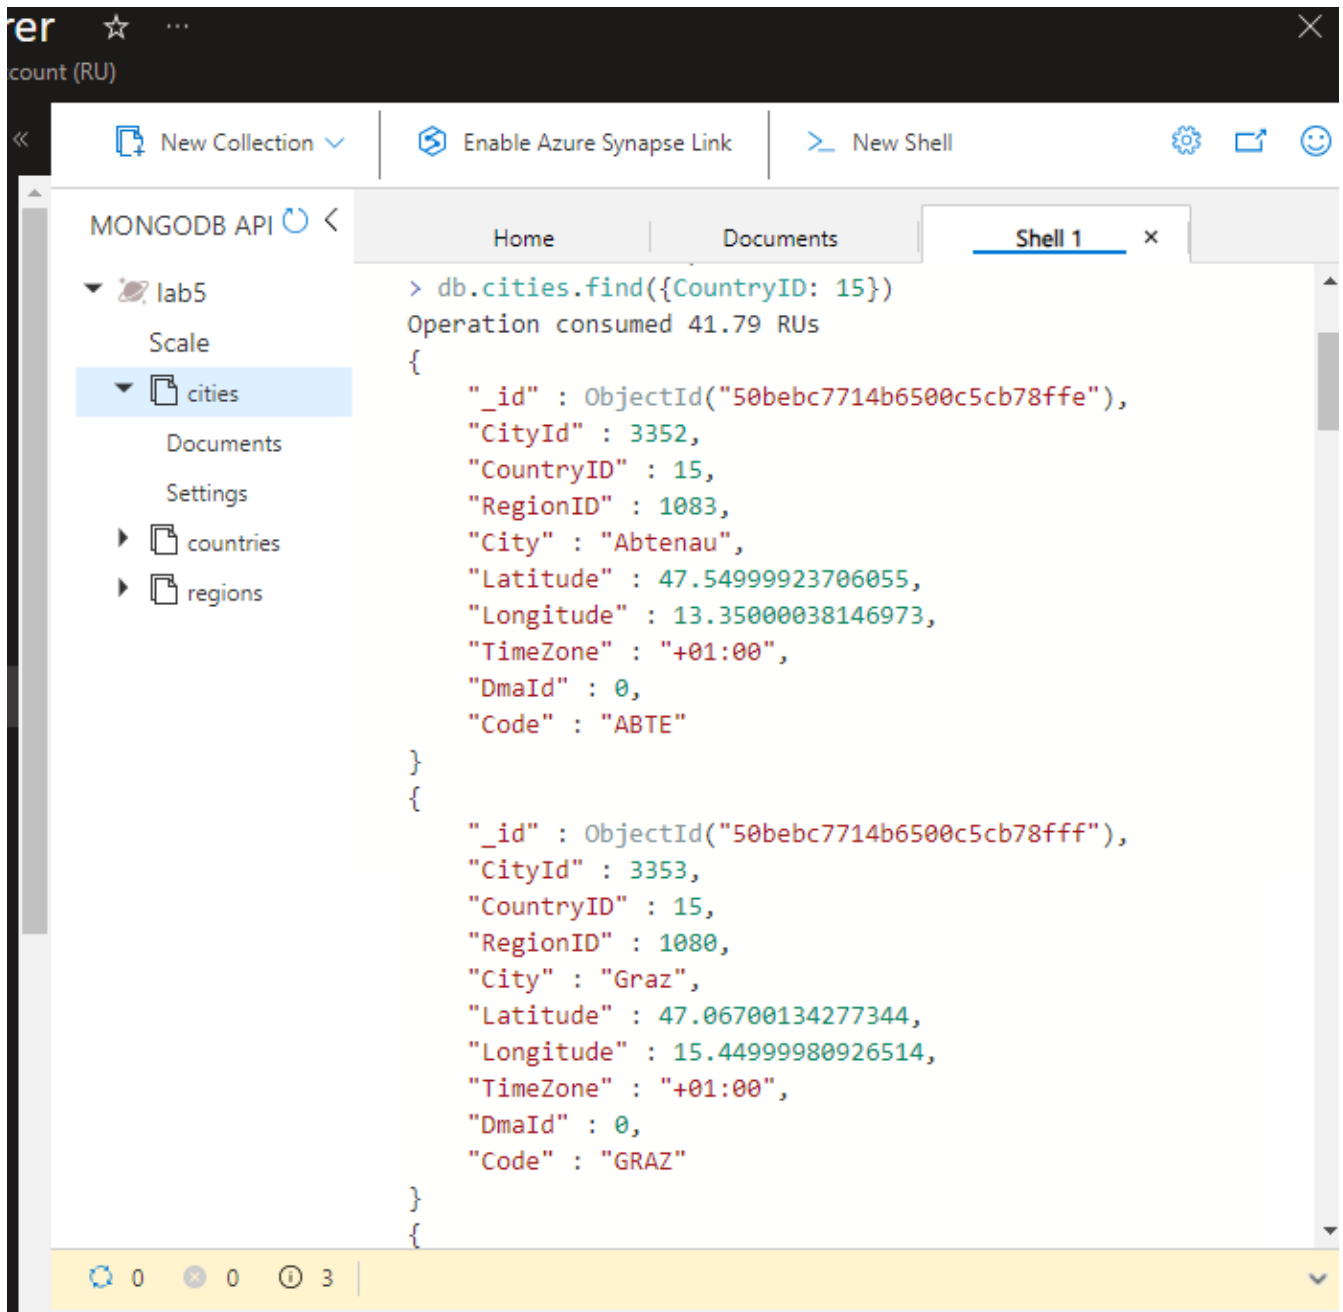 rer ☆ ...
ccount (RU)
New Collection
Enable Azure Synapse Link
New Shell
MONGODB API
Home
Documents
Shell 1
lab5
Scale
cities
Documents
Settings
countries
regions
> db.cities.find({CountryID: 15})
Operation consumed 41.79 RUs
{
"_id" : ObjectId("50bebc7714b6500c5cb78ffe"),
"CityId" : 3352,
"CountryID" : 15,
"RegionID" : 1083,
"City" : "Abtenau",
"Latitude" : 47.54999923706055,
"Longitude" : 13.35000038146973,
"TimeZone" : "+01:00",
"DmaId" : 0,
"Code" : "ABTE"
}
{
"_id" : ObjectId("50bebc7714b6500c5cb78fff"),
"CityId" : 3353,
"CountryID" : 15,
"RegionID" : 1080,
"City" : "Graz",
"Latitude" : 47.06700134277344,
"Longitude" : 15.44999980926514,
"TimeZone" : "+01:00",
"DmaId" : 0,
"Code" : "GRAZ"
}
{
0 0 3